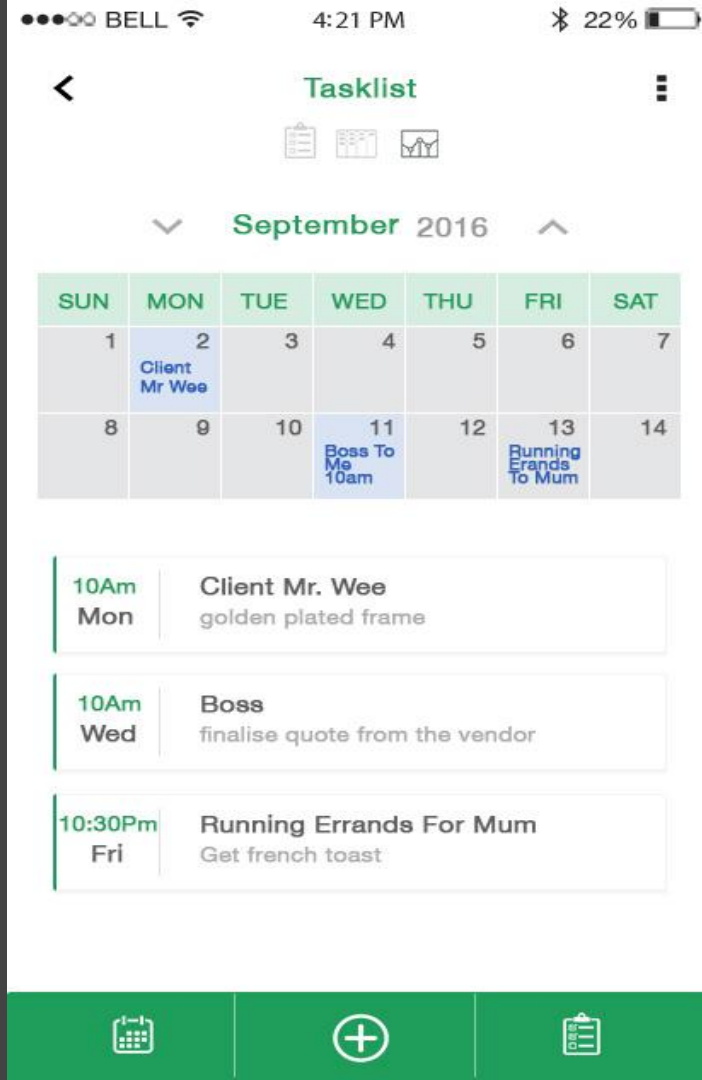 BELL 4:21 PM 22%
Tasklist
September 2016
SUN MON TUE WED THU FRI SAT
1 2 3 4 5 6 7
Client
Mr Wee
8 9 10 11 12 13 14
Boss To
Me
10am
Running
Erands
To Mum
10Am
Mon
Client Mr. Wee
golden plated frame
10Am
Wed
Boss
finalise quote from the vendor
10:30Pm
Fri
Running Errands For Mum
Get french toast